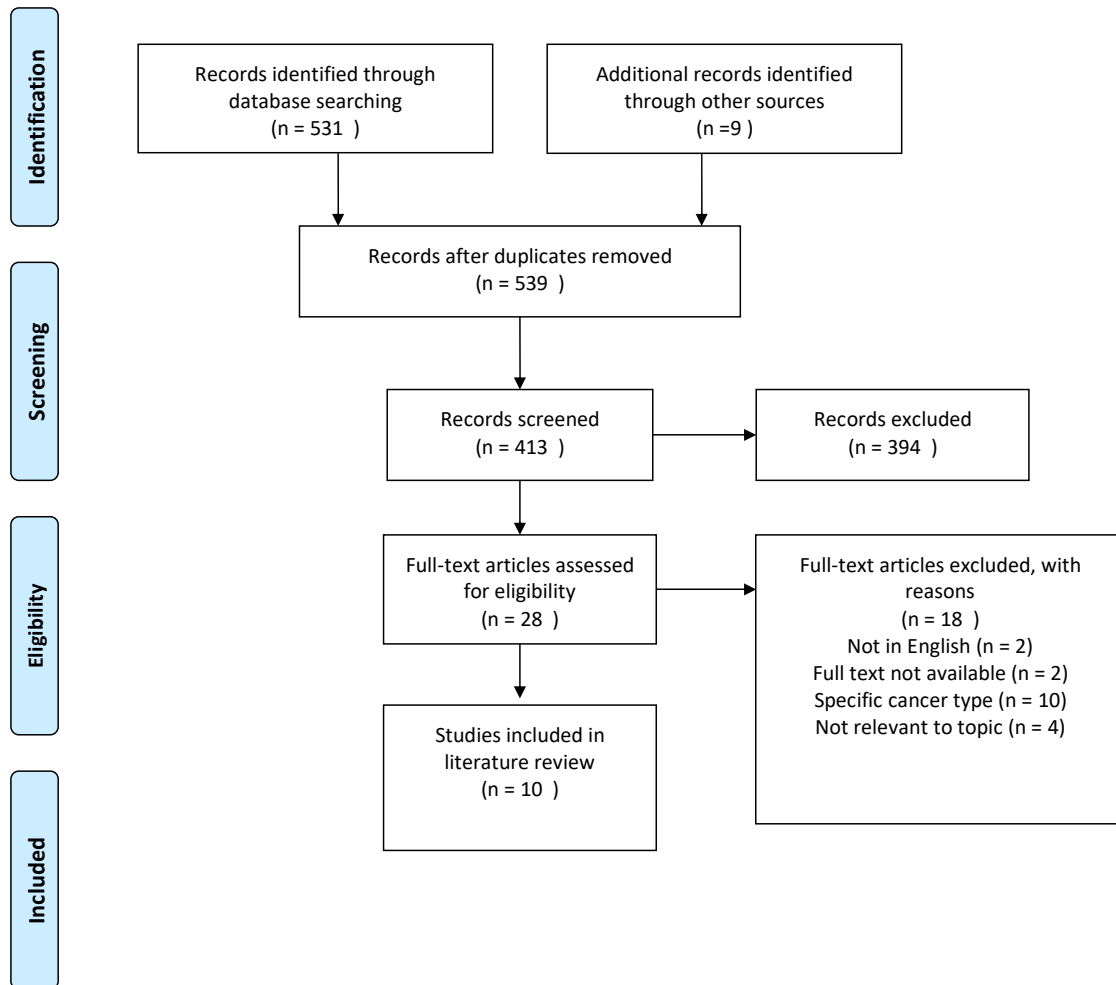 Identification
Records identified through
database searching
(n = 531  )
Additional records identified
through other sources
(n =9 )
Records after duplicates removed
(n = 539  )
Screening
Records screened
(n = 413  )
Records excluded
(n = 394  )
Eligibility
Full-text articles assessed
for eligibility
(n = 28  )
Full-text articles excluded, with
reasons
(n = 18  )
Not in English (n = 2)
Full text not available (n = 2)
Specific cancer type (n = 10)
Not relevant to topic (n = 4)
Included
Studies included in
literature review
(n = 10  )